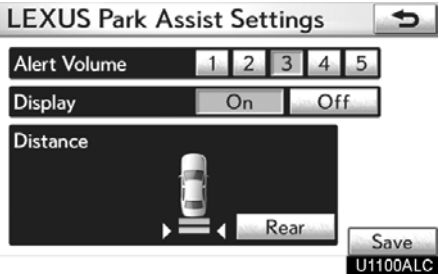 LEXUS Park Assist Settings
Alert Volume 1 2 3 4 5
Display On Off
Distance
Rear
Save
U1100ALC